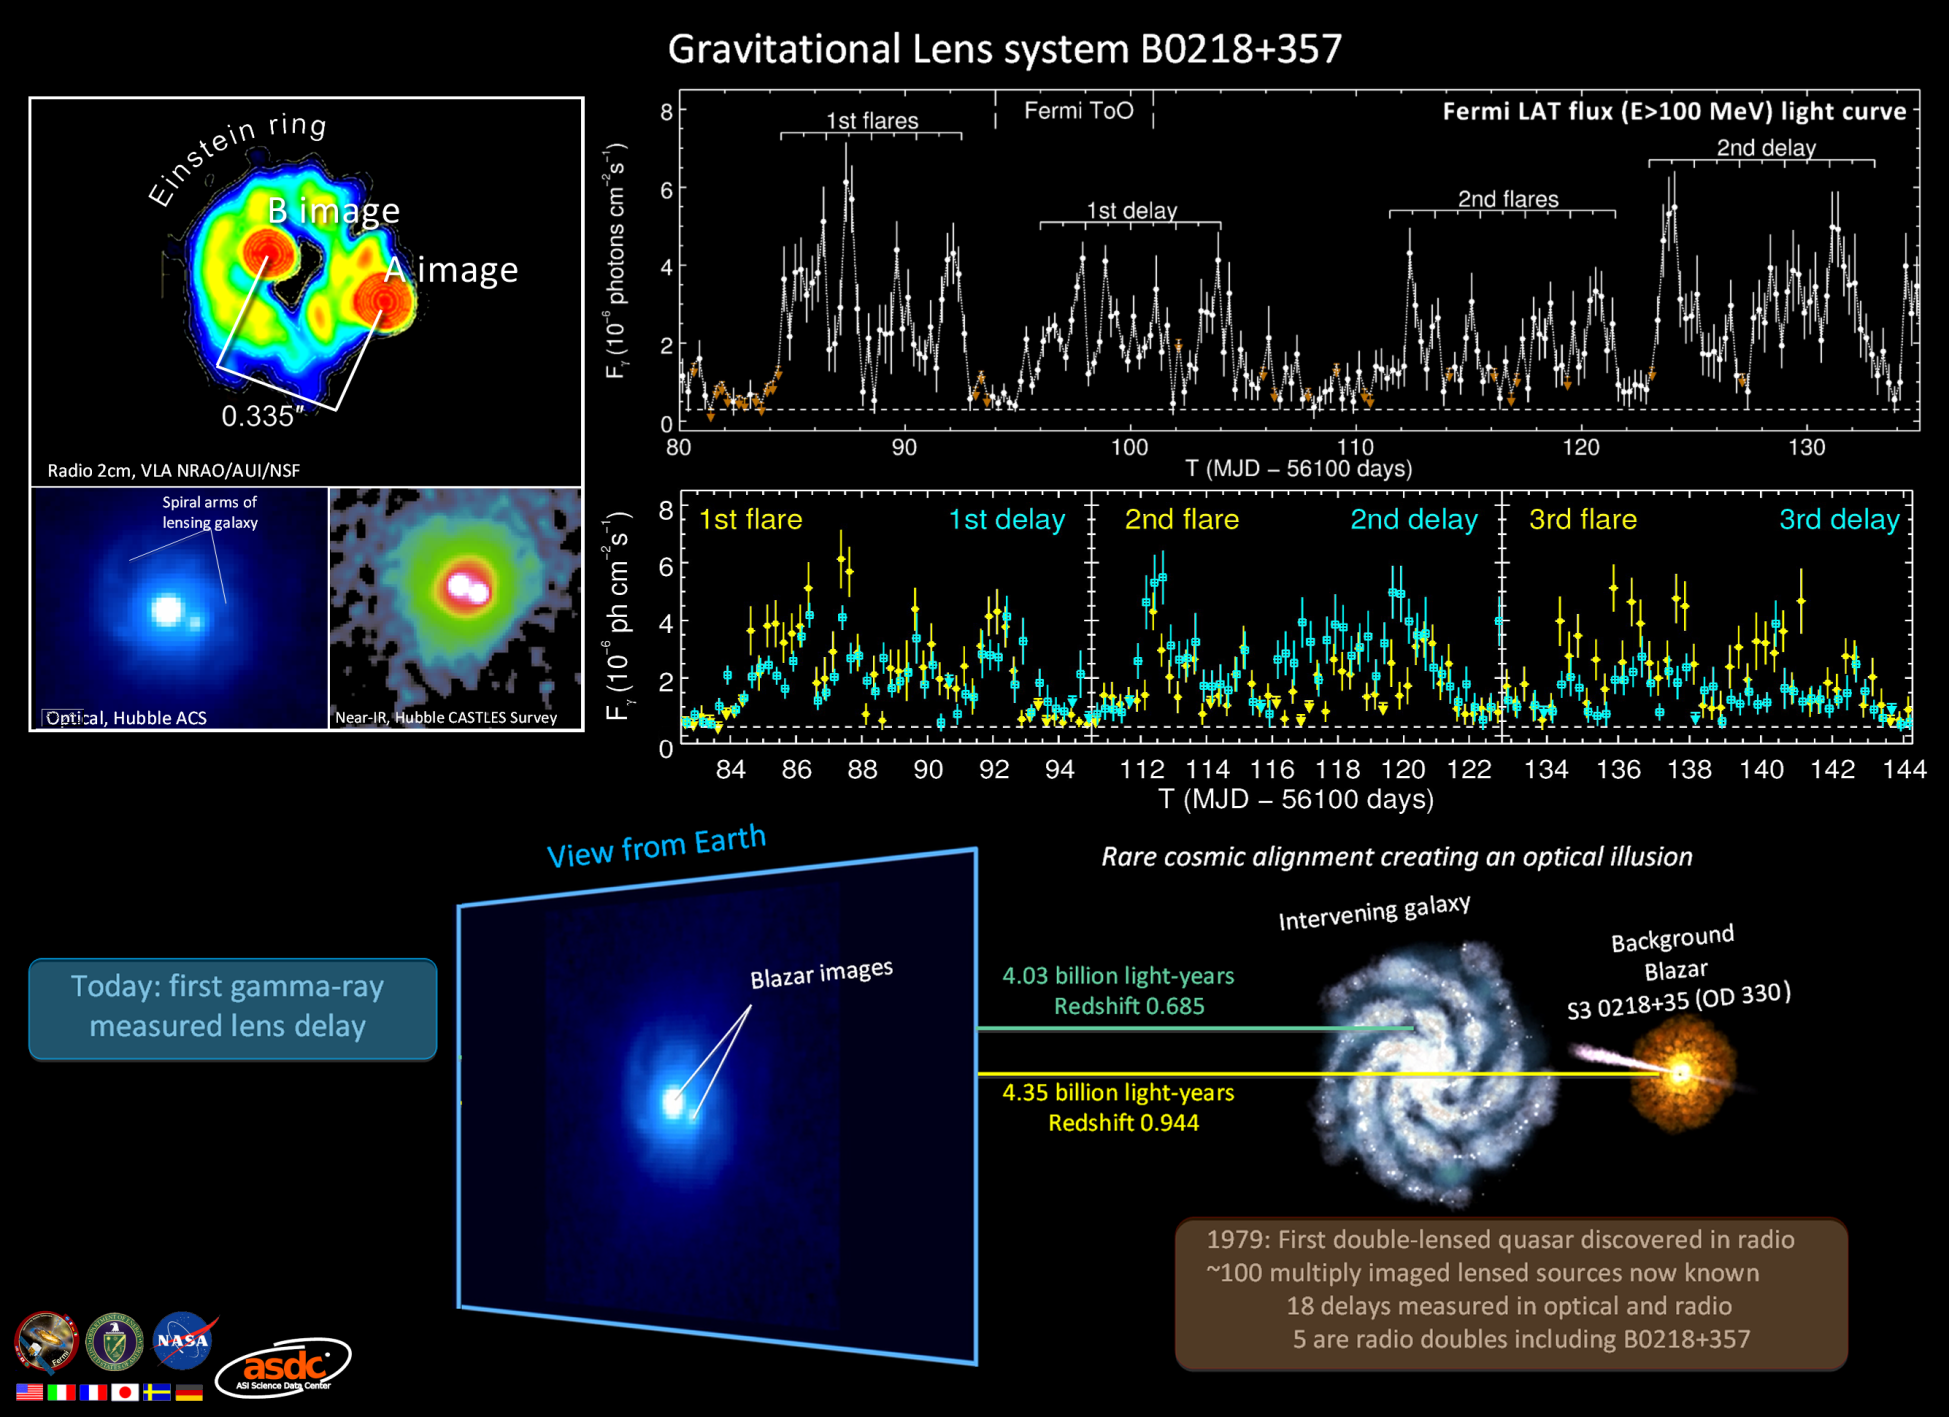 Gravitational Lens system B0218+357
Einstein ring
B image
A image
0.335"
Radio 2cm, VLA NRAO/AUI/NSF
Spiral arms of
lensing galaxy
Optical, Hubble ACS
Near-IR, Hubble CASTLES Survey
Fermi LAT flux (E>100 MeV) light curve
1st flares
Fermi ToO
1st delay
2nd flares
2nd delay
F γ (10⁻⁶ photons cm⁻² s⁻¹)
8
6
4
2
0
80 90 100 110 120 130
T (MJD – 56100 days)
1st flare 1st delay 2nd flare 2nd delay 3rd flare 3rd delay
F γ (10⁻⁶ ph cm⁻² s⁻¹)
8
6
4
2
0
84 86 88 90 92 94 112 114 116 118 120 122 134 136 138 140 142 144
T (MJD – 56100 days)
View from Earth
Blazar images
Today: first gamma-ray
measured lens delay
Rare cosmic alignment creating an optical illusion
Intervening galaxy
Background
Blazar
S3 0218+35 (OD 330)
4.03 billion light-years
Redshift 0.685
4.35 billion light-years
Redshift 0.944
1979: First double-lensed quasar discovered in radio
~100 multiply imaged lensed sources now known
18 delays measured in optical and radio
5 are radio doubles including B0218+357
Fermi
NASA
asdc
ASI Science Data Center